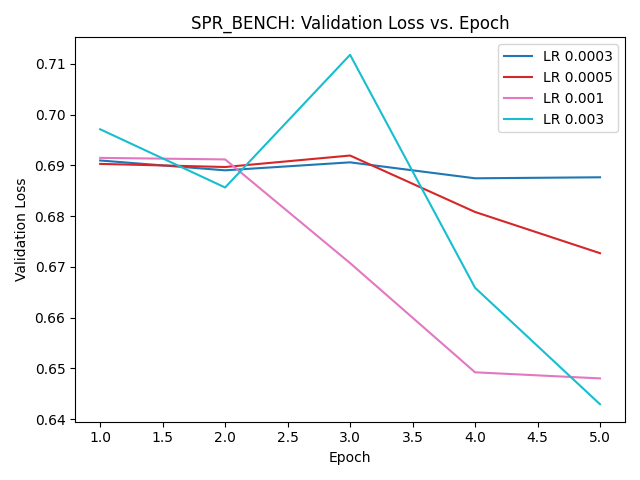 SPR_BENCH: Validation Loss vs. Epoch
LR 0.0003
LR 0.0005
LR 0.001
LR 0.003
Validation Loss
0.71
0.70
0.69
0.68
0.67
0.66
0.65
0.64
1.0 1.5 2.0 2.5 3.0 3.5 4.0 4.5 5.0
Epoch